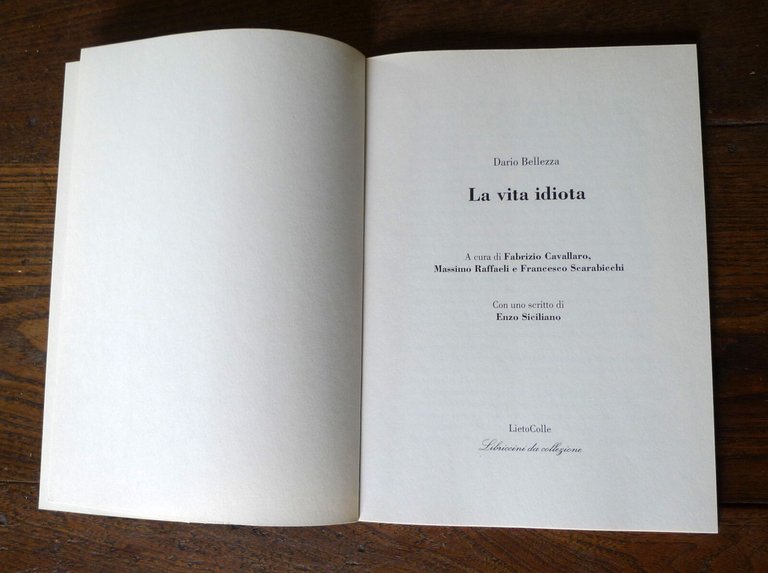 Dario Bellezza
La vita idiota
A cura di Fabrizio Cavallaro,
Massimo Raffaeli e Francesco Scarabicchi
Con uno scritto di
Enzo Siciliano
LietoColle
Libriccini da collezione